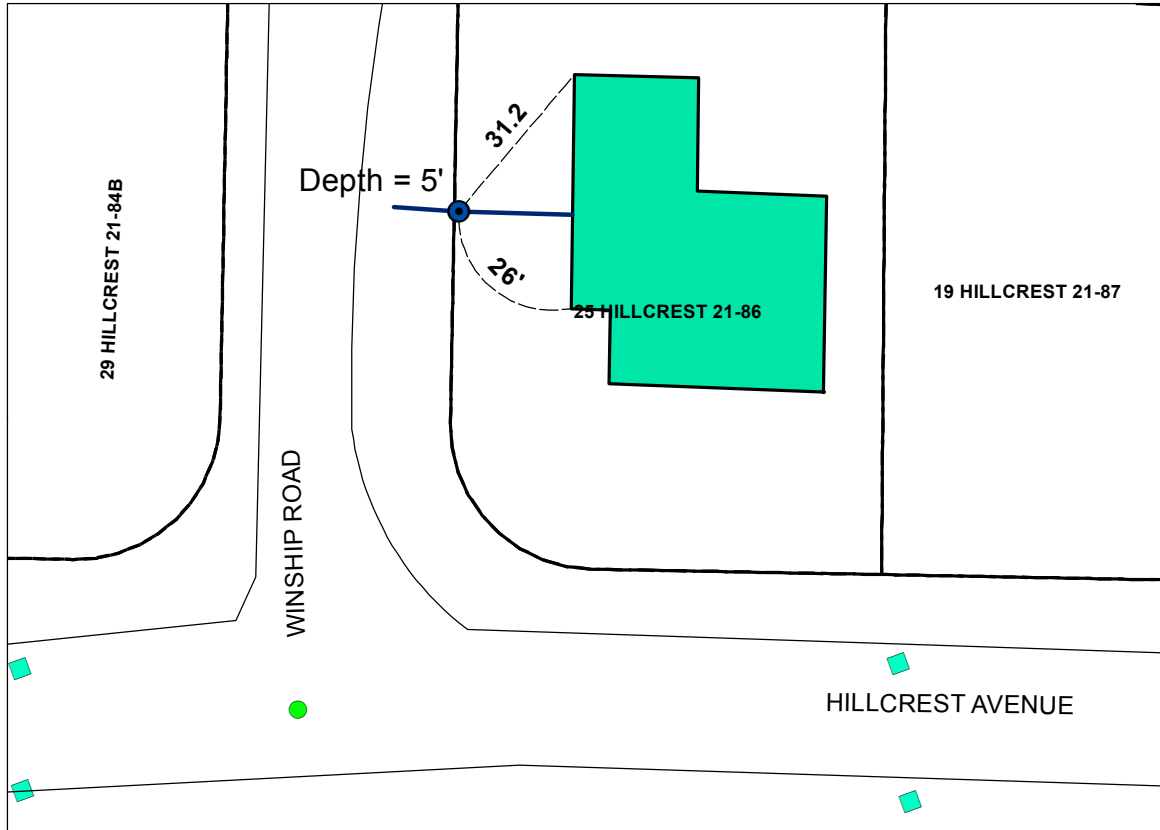 31.2
Depth = 5'
26'
29 HILLCREST 21-84B
25 HILLCREST 21-86
19 HILLCREST 21-87
WINSHIP ROAD
HILLCREST AVENUE